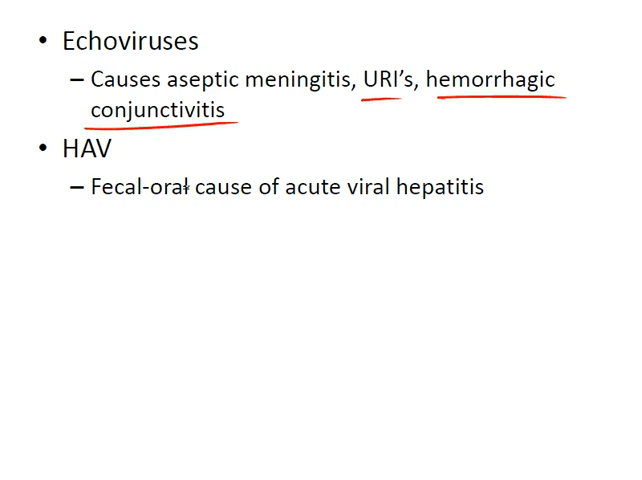 • Echoviruses
– Causes aseptic meningitis, URI's, hemorrhagic
conjunctivitis
• HAV
– Fecal-oral cause of acute viral hepatitis